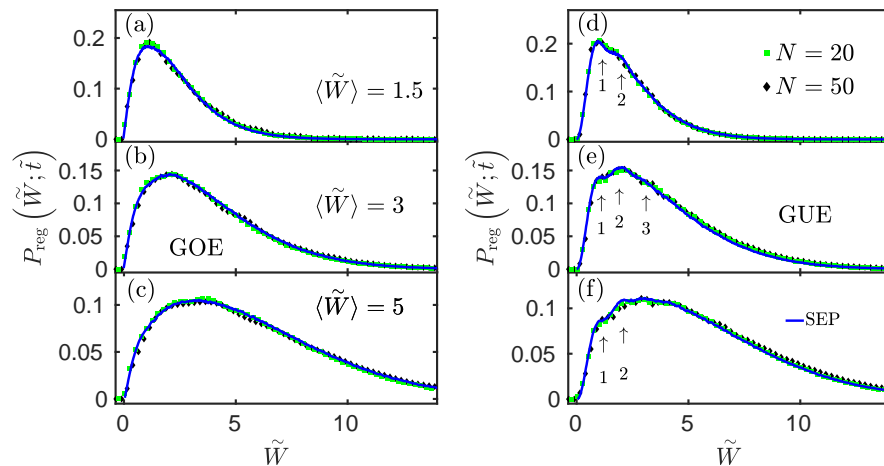 (a)
0.2
0.1
0
⟨W̃⟩ = 1.5
(b)
0.15
0.1
0.05
0
⟨W̃⟩ = 3
GOE
(c)
0.1
0.05
0
⟨W̃⟩ = 5
P_reg (W̃; t̃)
0 5 10
W̃
(d)
0.2
0.1
0
↑ ↑
1 2
N = 20
N = 50
(e)
0.15
0.1
0.05
0
↑ ↑ ↑
1 2 3
GUE
(f)
0.1
0.05
0
↑ ↑
1 2
SEP
P_reg (W̃; t̃)
0 5 10
W̃